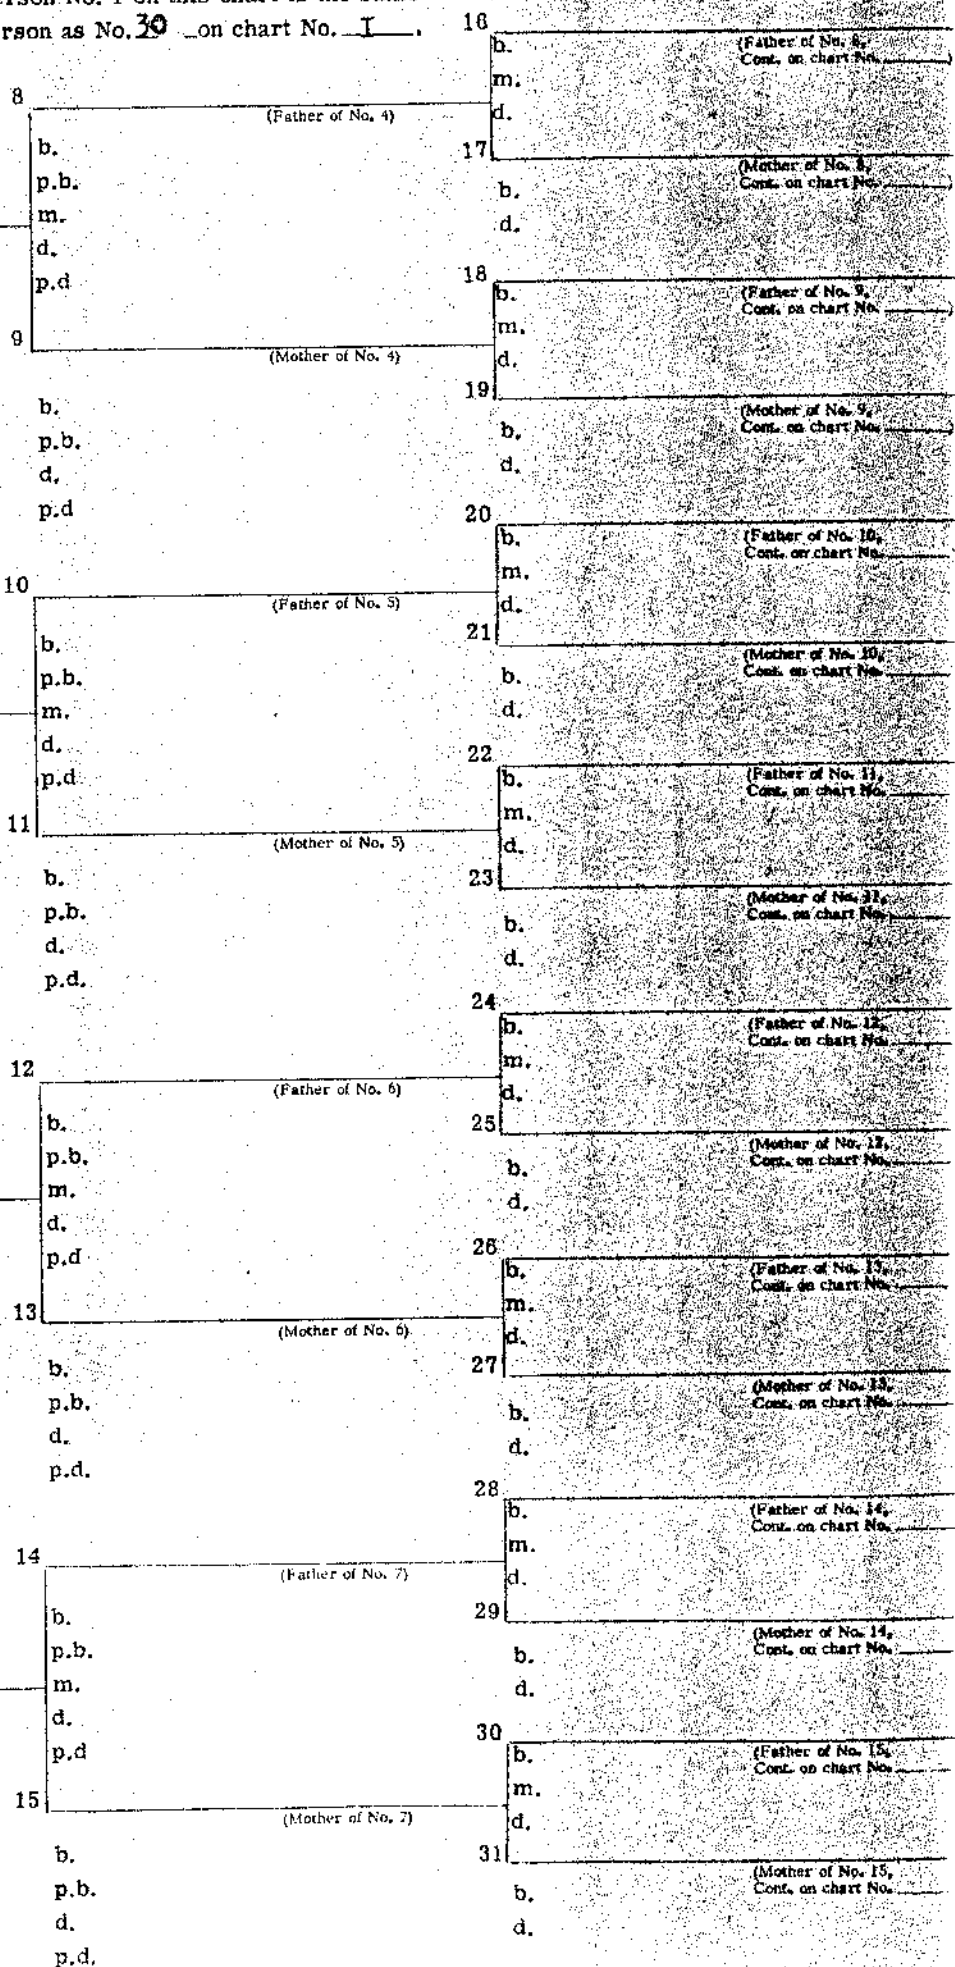 rson as No. 30 on chart No. I.
8
(Father of No. 4)
b.
p.b.
m.
d.
p.d
9
(Mother of No. 4)
b.
p.b.
d.
p.d
10
(Father of No. 5)
b.
p.b.
m.
d.
p.d
11
(Mother of No. 5)
b.
p.b.
d.
p.d.
12
(Father of No. 6)
b.
p.b.
m.
d.
p.d
13
(Mother of No. 6)
b.
p.b.
d.
p.d.
14
(Father of No. 7)
b.
p.b.
m.
d.
p.d
15
(Mother of No. 7)
b.
p.b.
d.
p.d.
16
b. (Father of No. 8,
Cont. on chart No. )
m.
d.
17
(Mother of No. 8,
Cont. on chart No. )
b.
d.
18
b. (Father of No. 9,
Cont. on chart No. )
m.
d.
19
(Mother of No. 9,
Cont. on chart No. )
b.
d.
20
b. (Father of No. 10,
Cont. on chart No.
m.
d.
21
(Mother of No. 10,
Cont. on chart No.
b.
d.
22
b. (Father of No. 11,
Cont. on chart No.
m.
d.
23
(Mother of No. 11,
Cont. on chart No.
b.
d.
24
b. (Father of No. 12,
Cont. on chart No.
m.
d.
25
(Mother of No. 12,
Cont. on chart No.
b.
d.
26
b. (Father of No. 13,
Cont. on chart No.
m.
d.
27
(Mother of No. 13,
Cont. on chart No.
b.
d.
28
b. (Father of No. 14,
Cont. on chart No.
m.
d.
29
(Mother of No. 14,
Cont. on chart No.
b.
d.
30
b. (Father of No. 15,
Cont. on chart No.
m.
d.
31
(Mother of No. 15,
Cont. on chart No.
b.
d.